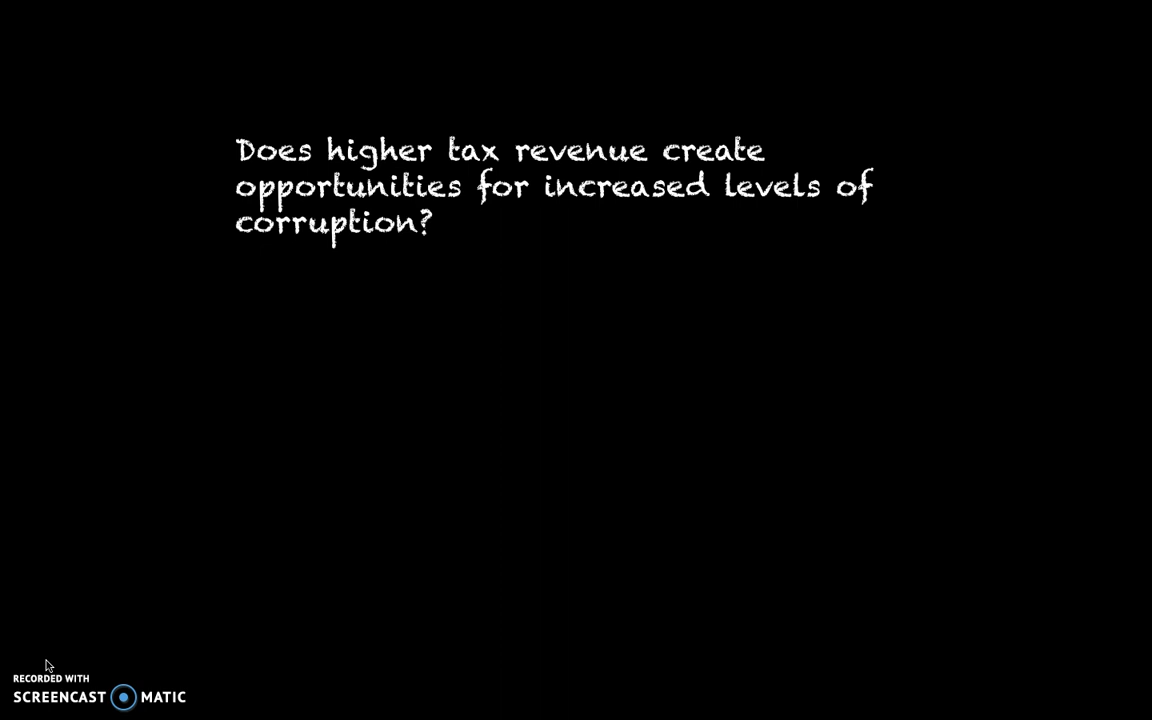 Does higher tax revenue create
opportunities for increased levels of
corruption?
RECORDED WITH
SCREENCAST MATIC